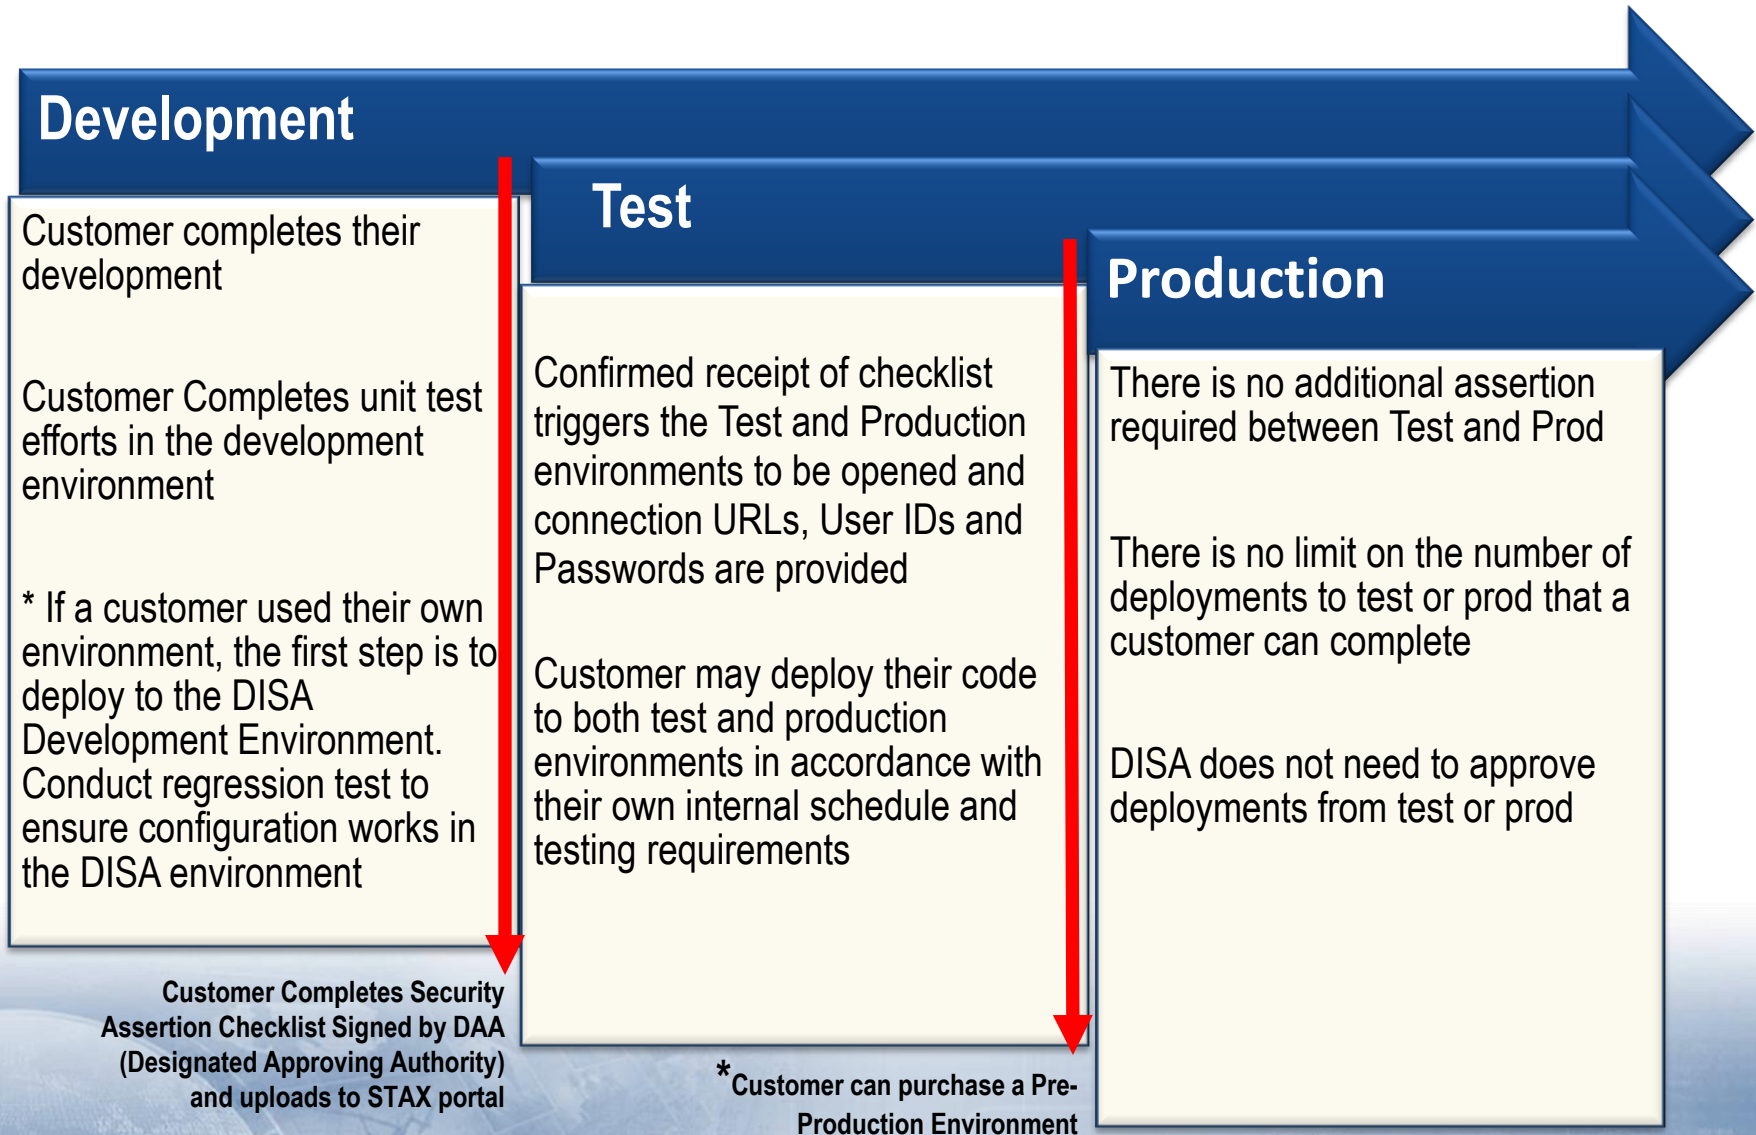 Development
Customer completes their
development
Customer Completes unit test
efforts in the development
environment
* If a customer used their own
environment, the first step is to
deploy to the DISA
Development Environment.
Conduct regression test to
ensure configuration works in
the DISA environment
Customer Completes Security
Assertion Checklist Signed by DAA
(Designated Approving Authority)
and uploads to STAX portal
Test
Confirmed receipt of checklist
triggers the Test and Production
environments to be opened and
connection URLs, User IDs and
Passwords are provided
Customer may deploy their code
to both test and production
environments in accordance with
their own internal schedule and
testing requirements
*Customer can purchase a Pre-
Production Environment
Production
There is no additional assertion
required between Test and Prod
There is no limit on the number of
deployments to test or prod that a
customer can complete
DISA does not need to approve
deployments from test or prod